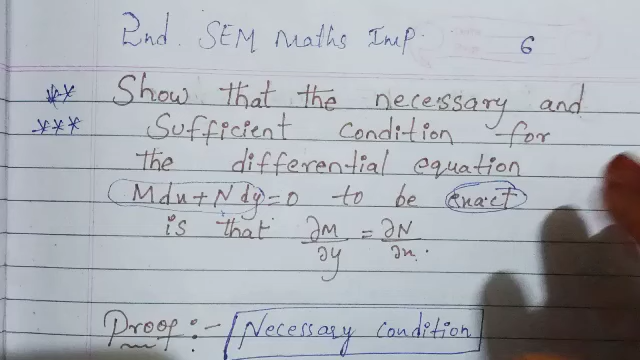 2nd. SEM Maths Imp. 6
** Show that the necessary and
*** Sufficient Condition for
the differential equation
Mdx + Ndy = 0 to be exact
is that ∂M/∂y = ∂N/∂x.
Proof :- Necessary condition